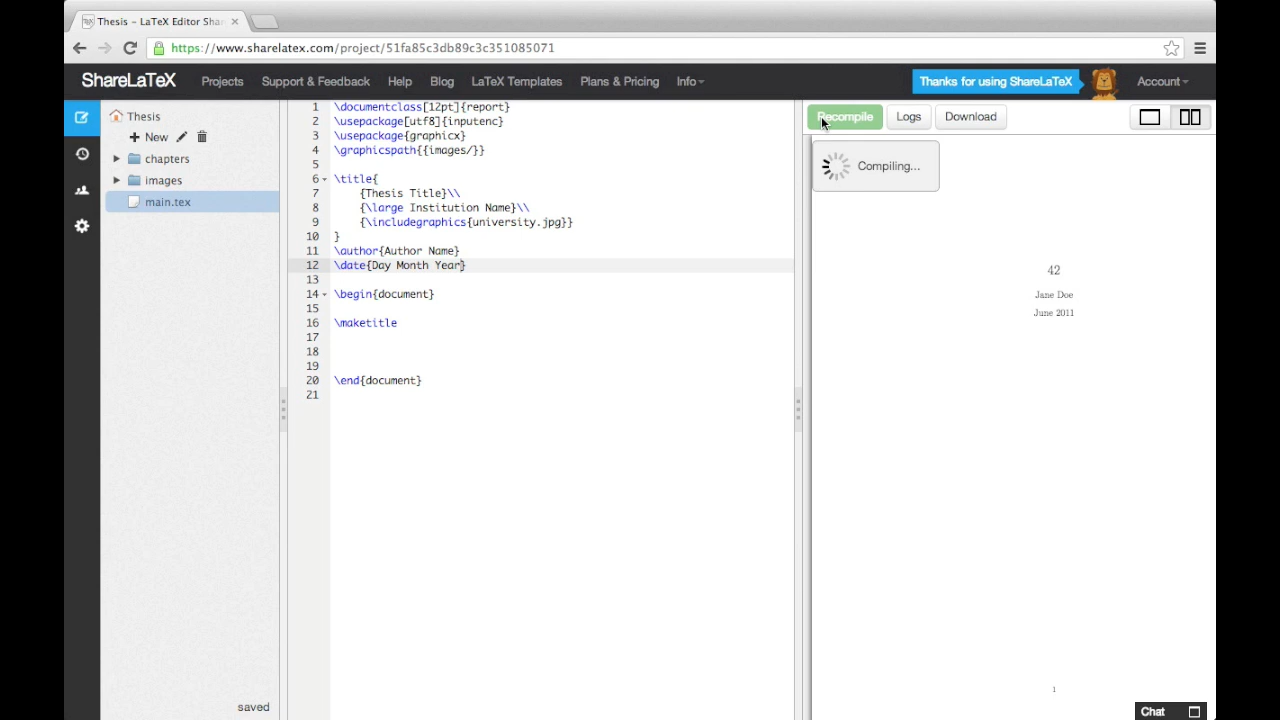 Thesis – LaTeX Editor Sha
https://www.sharelatex.com/project/51fa85c3db89c3c351085071
ShareLaTeX Projects Support & Feedback Help Blog LaTeX Templates Plans & Pricing Info Thanks for using ShareLaTeX Account
Thesis
New
chapters
images
main.tex
saved
1 \documentclass[12pt]{report}
2 \usepackage[utf8]{inputenc}
3 \usepackage{graphicx}
4 \graphicspath{{images/}}
5
6 \title{
7 {Thesis Title}\\
8 {\large Institution Name}\\
9 {\includegraphics{university.jpg}}
10 }
11 \author{Author Name}
12 \date{Day Month Year}
13
14 \begin{document}
15
16 \maketitle
17
18
19
20 \end{document}
21
Recompile Logs Download
Compiling...
42
Jane Doe
June 2011
1
Chat